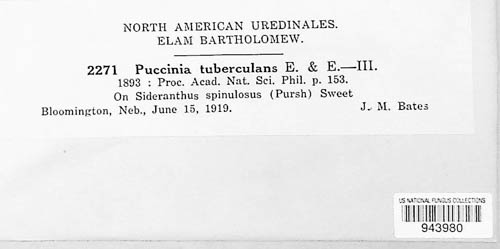 NORTH AMERICAN UREDINALES.
ELAM BARTHOLOMEW.
2271 Puccinia tuberculans E. & E.—III.
1893 : Proc. Acad. Nat. Sci. Phil. p. 153.
On Sideranthus spinulosus (Pursh) Sweet
Bloomington, Neb., June 15, 1919. J. M. Bates
US NATIONAL FUNGUS COLLECTIONS
943980